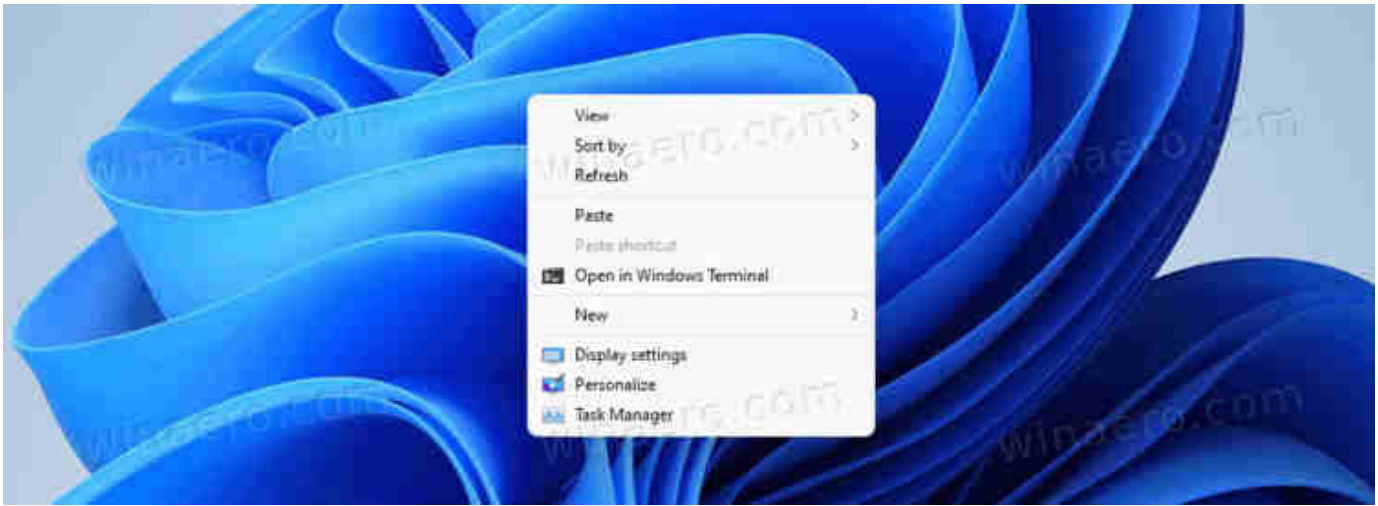 View
Sort by
Refresh
Paste
Paste shortcut
Open in Windows Terminal
New
Display settings
Personalize
Task Manager
winaero.com
winaero.com
winaero.com
winaero.com
winaero.com
winaero.com